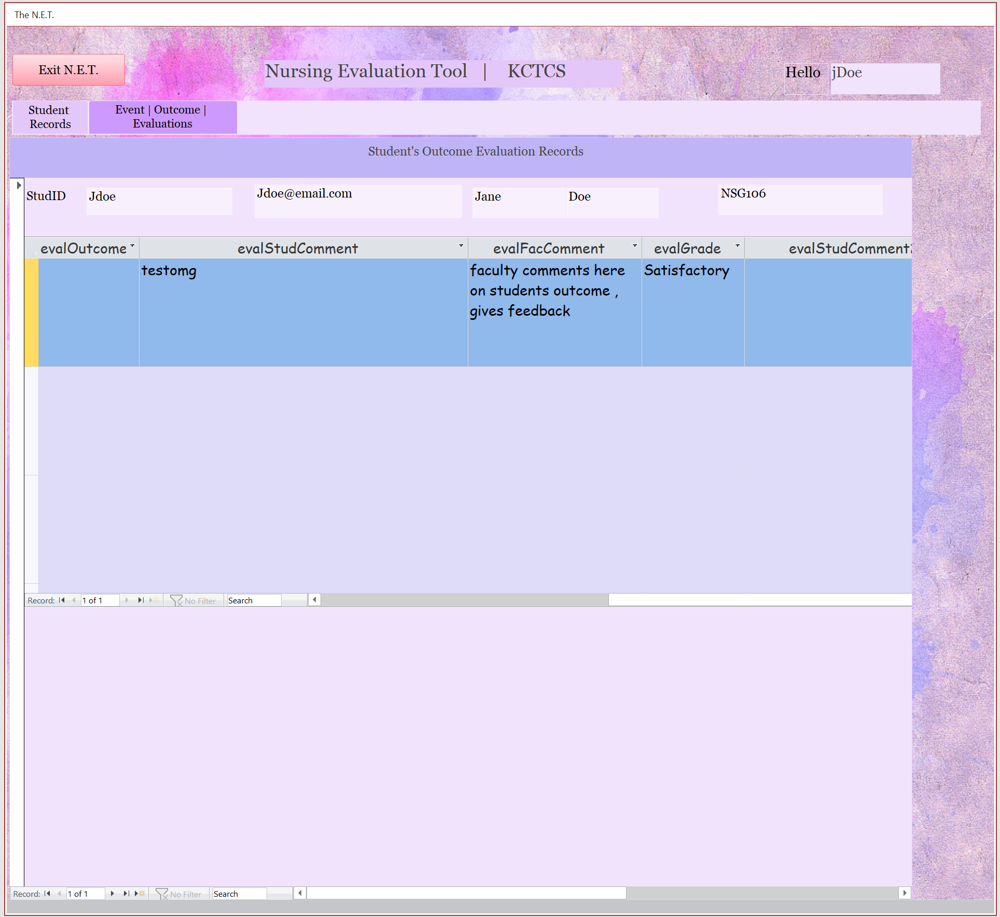 The N.E.T.
Exit N.E.T.
Nursing Evaluation Tool | KCTCS
Hello jDoe
Student
Records
Event | Outcome |
Evaluations
Student's Outcome Evaluation Records
StudID Jdoe Jdoe@email.com Jane Doe NSG106
evalOutcome evalStudComment evalFacComment evalGrade evalStudComment
testomg
faculty comments here
on students outcome ,
gives feedback
Satisfactory
Record: 1 of 1 No Filter Search
Record: 1 of 1 No Filter Search